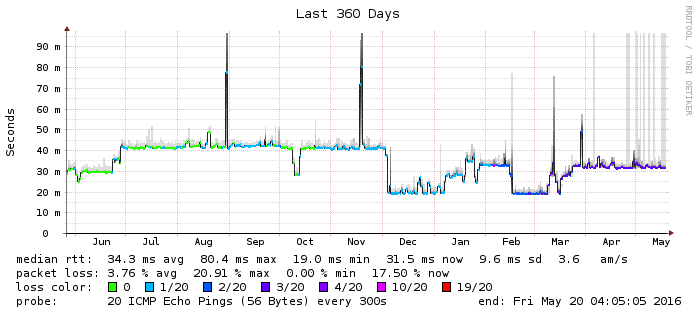 Last 360 Days
RRDTOOL / TOBI OETIKER
Seconds
90 m
80 m
70 m
60 m
50 m
40 m
30 m
20 m
10 m
0
Jun Jul Aug Sep Oct Nov Dec Jan Feb Mar Apr May
median rtt: 34.3 ms avg 80.4 ms max 19.0 ms min 31.5 ms now 9.6 ms sd 3.6 am/s
packet loss: 3.76 % avg 20.91 % max 0.00 % min 17.50 % now
loss color: 0 1/20 2/20 3/20 4/20 10/20 19/20
probe: 20 ICMP Echo Pings (56 Bytes) every 300s end: Fri May 20 04:05:05 2016